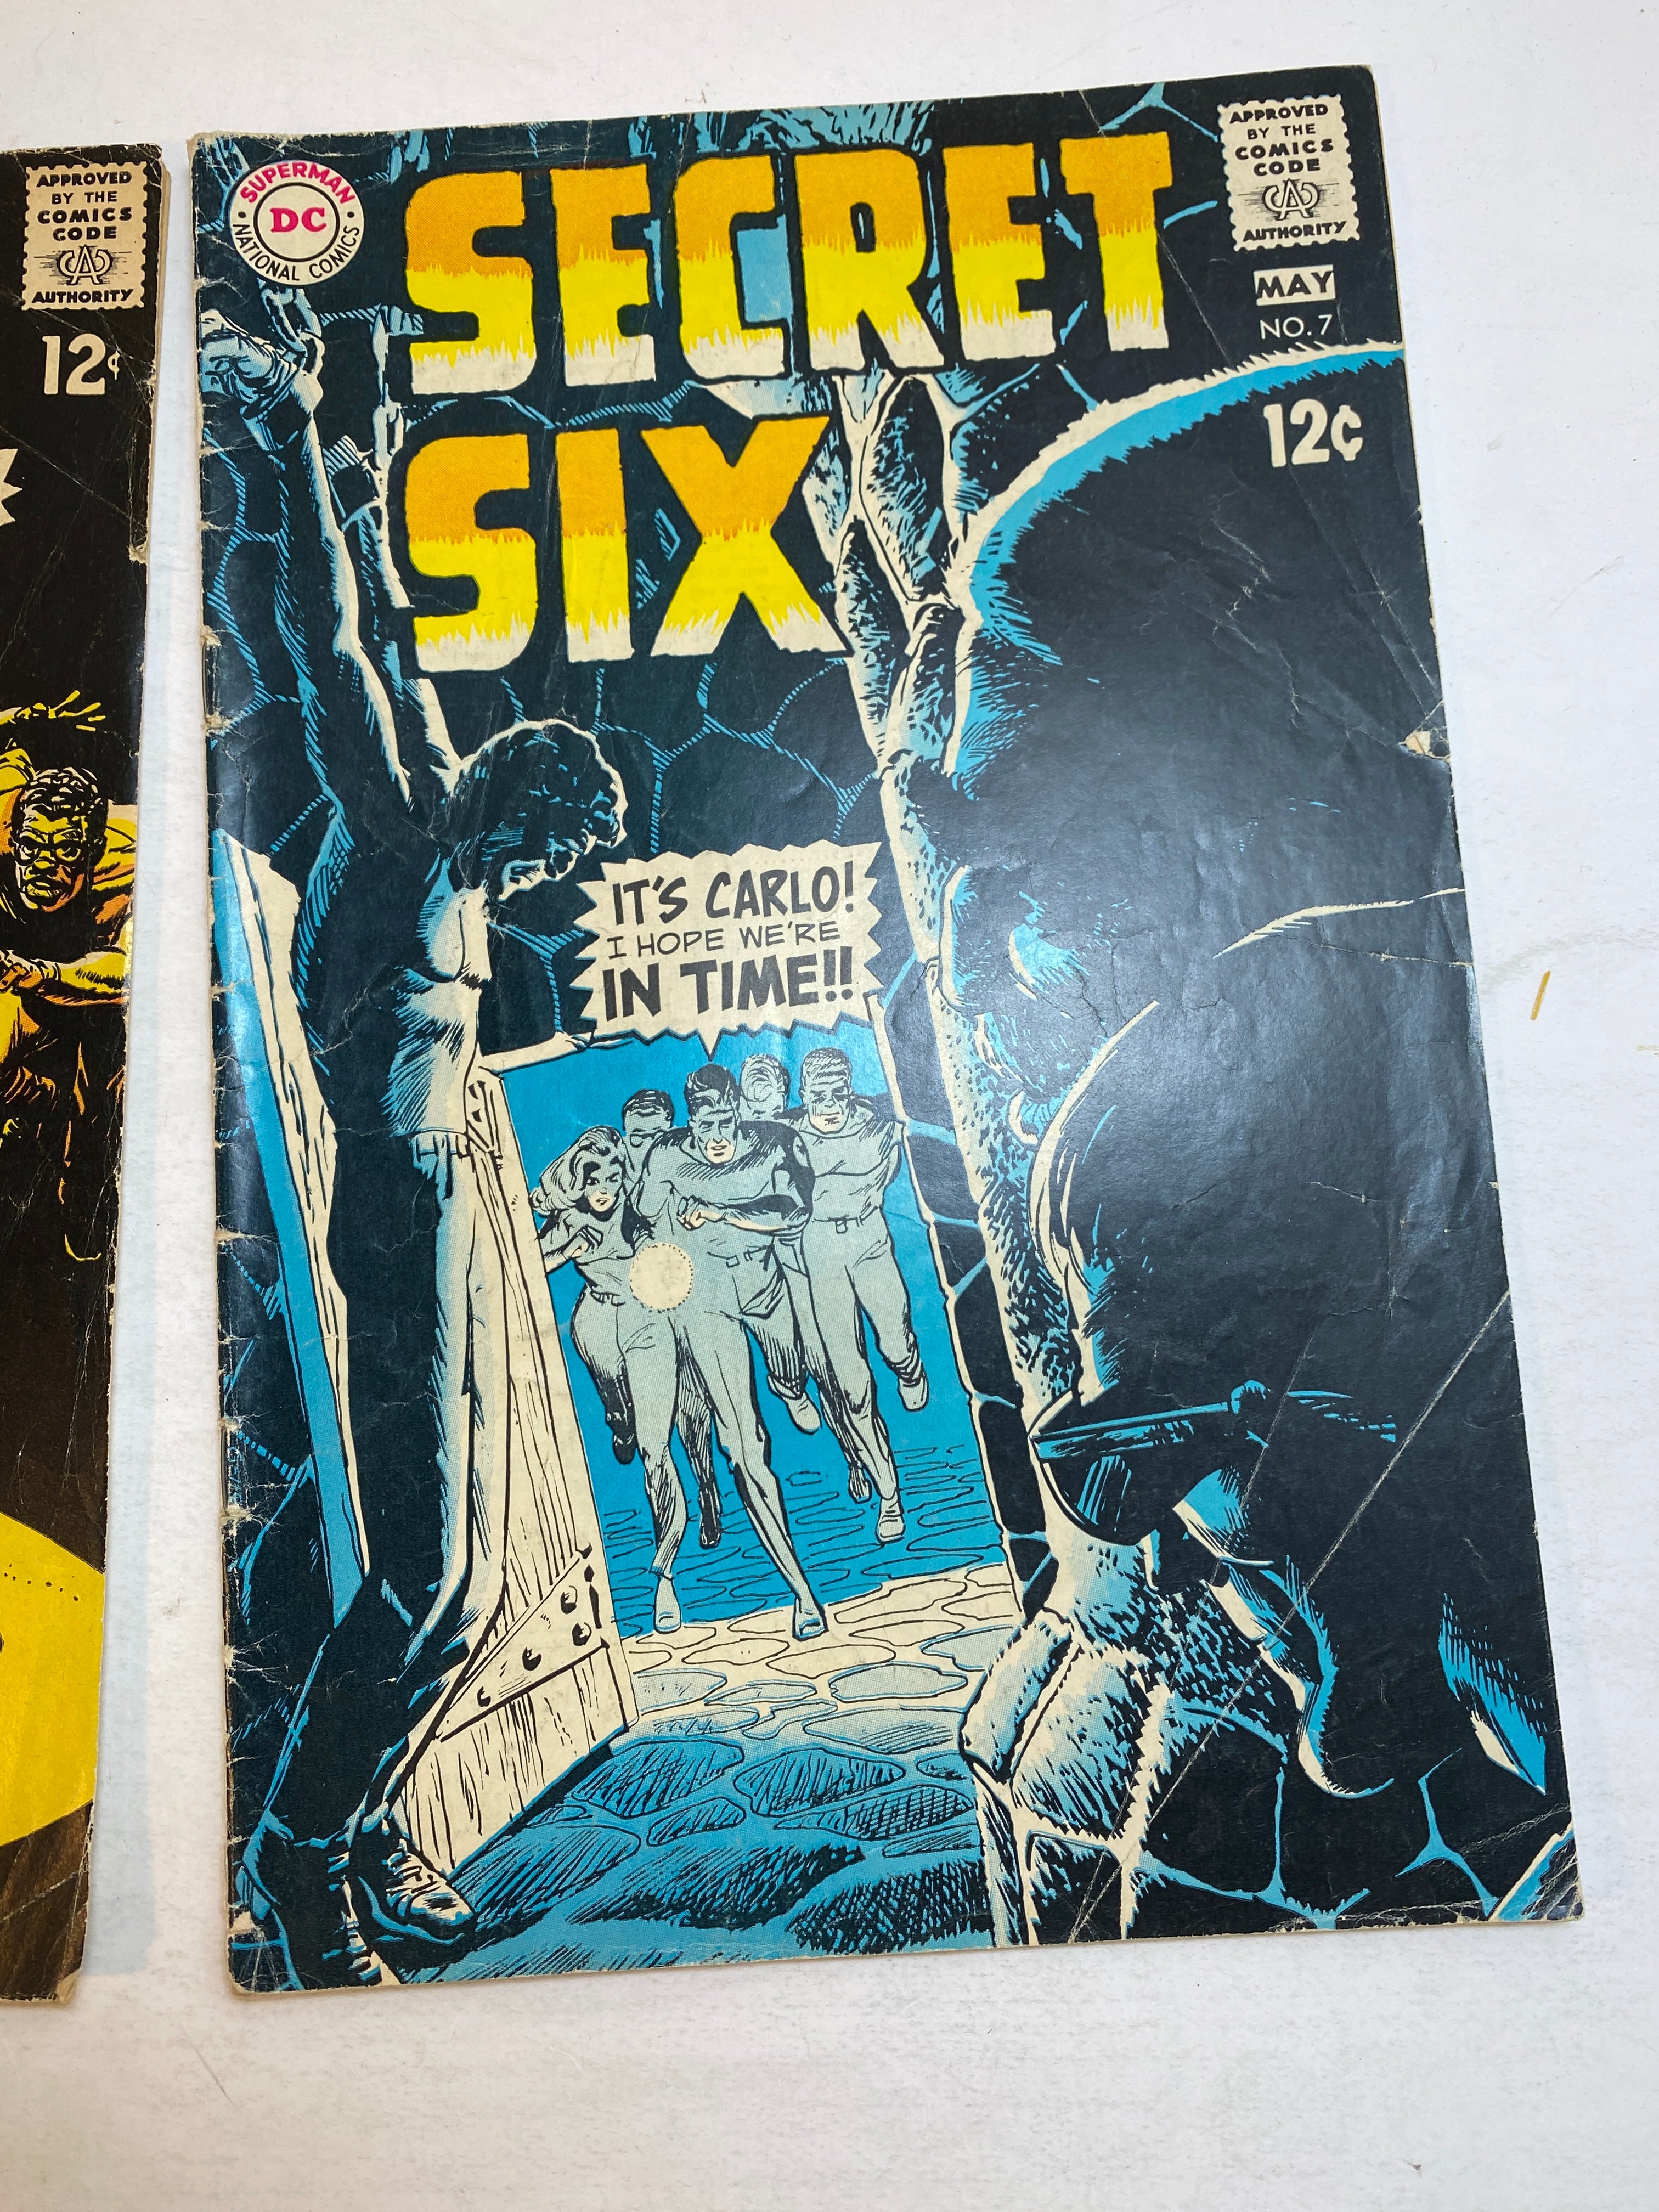 APPROVED
BY THE
COMICS
CODE
AUTHORITY
12¢
SUPERMAN
DC
NATIONAL COMICS
SECRET
SIX
APPROVED
BY THE
COMICS
CODE
AUTHORITY
MAY
NO. 7
12¢
IT'S CARLO!
I HOPE WE'RE
IN TIME!!